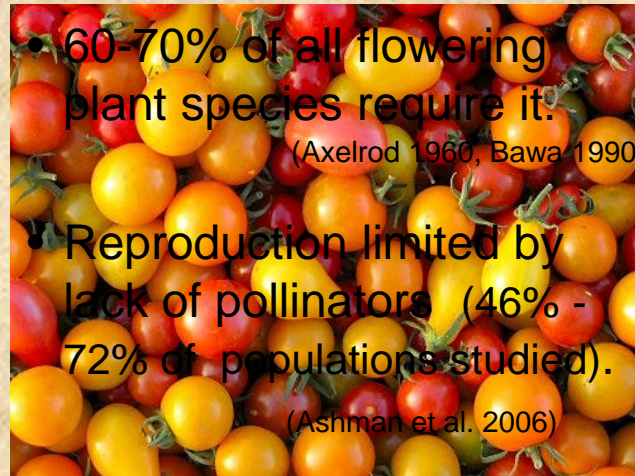 • 60-70% of all flowering
plant species require it.
(Axelrod 1960, Bawa 1990
• Reproduction limited by
lack of pollinators (46% -
72% of populations studied).
(Ashman et al. 2006)